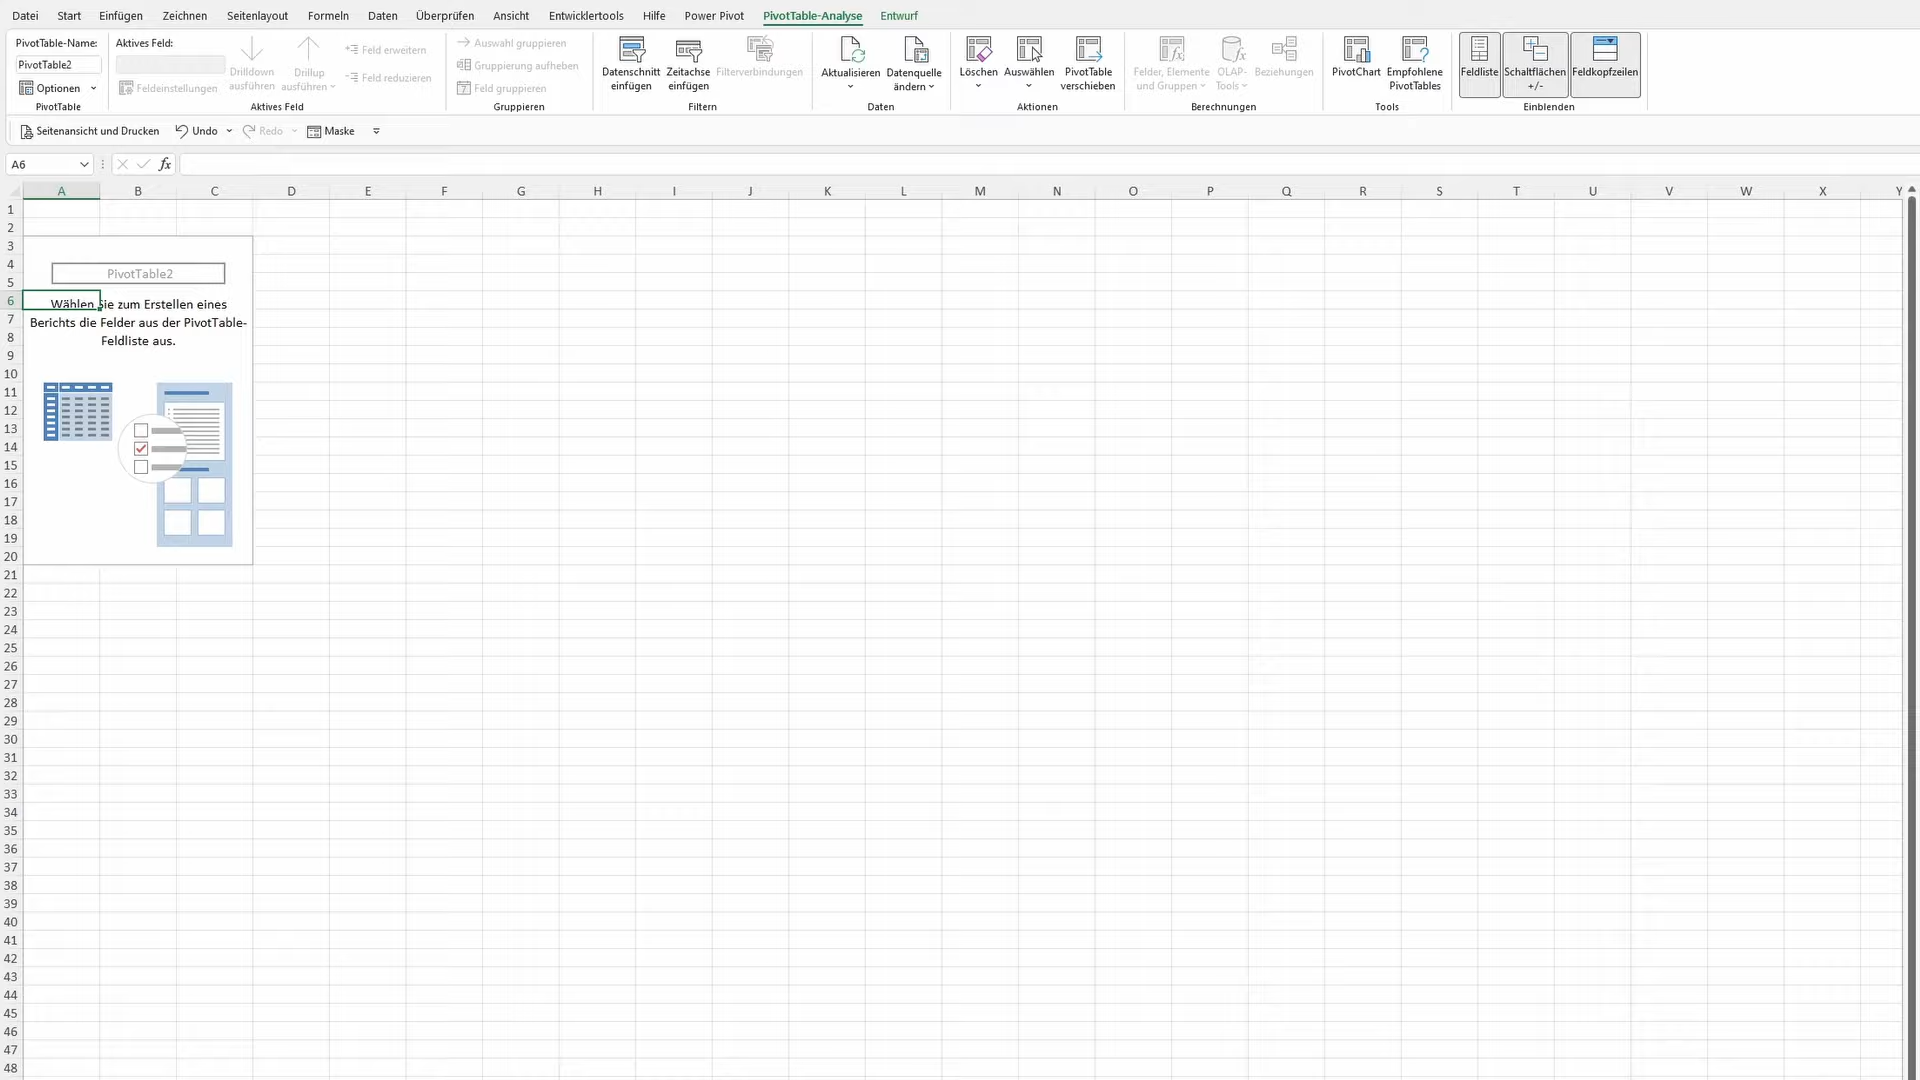 Datei Start Einfügen Zeichnen Seitenlayout Formeln Daten Überprüfen Ansicht Entwicklertools Hilfe Power Pivot PivotTable-Analyse Entwurf
PivotTable-Name:
PivotTable2
Optionen
PivotTable
Aktives Feld:
Feldeinstellungen
Drilldown
ausführen
Drillup
ausführen
Feld erweitern
Feld reduzieren
Aktives Feld
Auswahl gruppieren
Gruppierung aufheben
Feld gruppieren
Gruppieren
Datenschnitt
einfügen
Zeitachse
einfügen
Filterverbindungen
Filtern
Aktualisieren
Datenquelle
ändern
Daten
Löschen
Auswählen
PivotTable
verschieben
Aktionen
Felder, Elemente
und Gruppen
OLAP-
Tools
Beziehungen
Berechnungen
PivotChart
Empfohlene
PivotTables
Tools
Feldliste
Schaltflächen
+/-
Feldkopfzeilen
Einblenden
Seitenansicht und Drucken Undo Redo Maske
A6 fx
A B C D E F G H I J K L M N O P Q R S T U V W X Y
1
2
3
4
5
6
7
8
9
10
11
12
13
14
15
16
17
18
19
20
21
22
23
24
25
26
27
28
29
30
31
32
33
34
35
36
37
38
39
40
41
42
43
44
45
46
47
48
PivotTable2
Wählen Sie zum Erstellen eines
Berichts die Felder aus der PivotTable-
Feldliste aus.